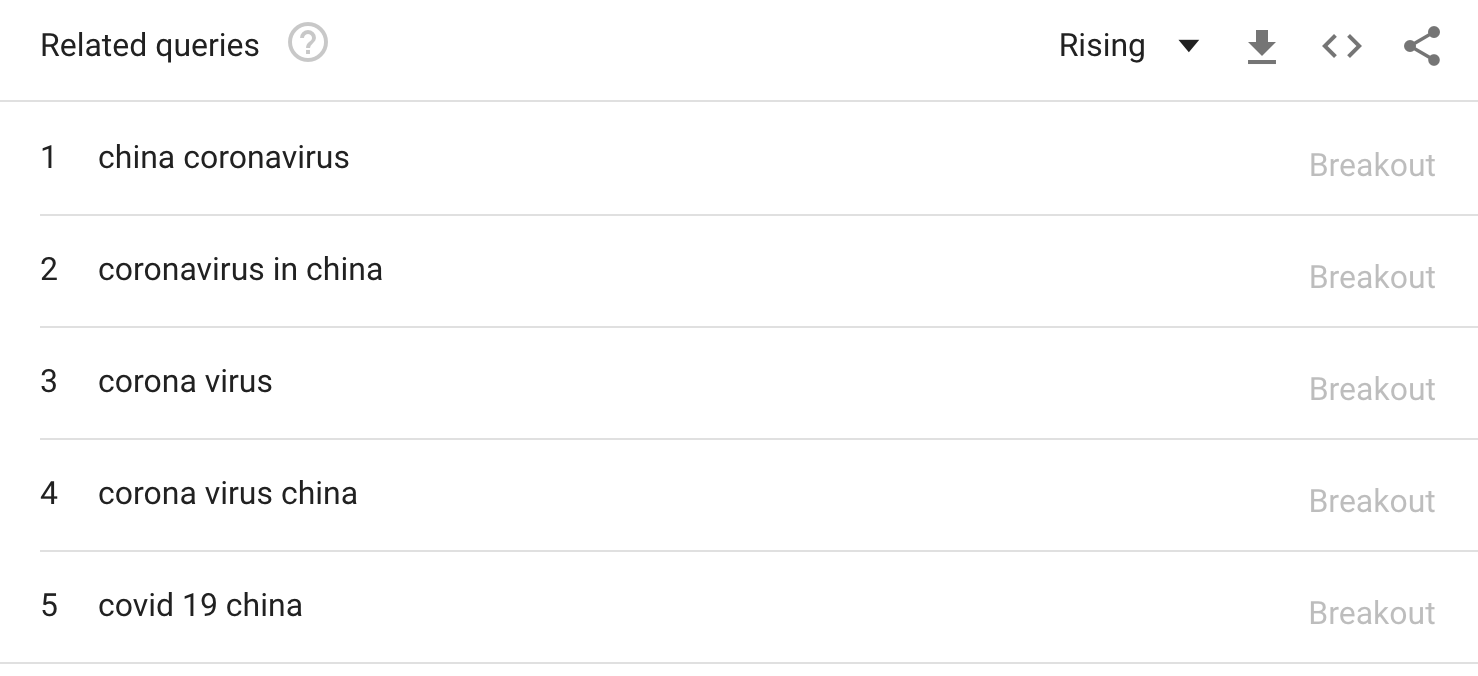 Related queries ? Rising
1 china coronavirus Breakout
2 coronavirus in china Breakout
3 corona virus Breakout
4 corona virus china Breakout
5 covid 19 china Breakout